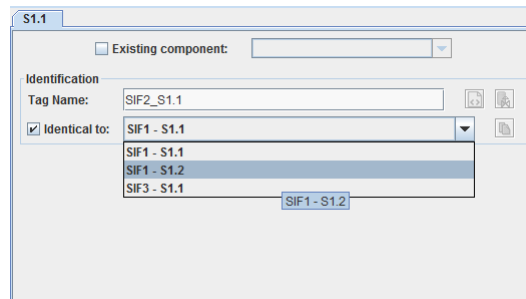 S1.1
Existing component:
Identification
Tag Name: SIF2_S1.1
Identical to: SIF1 - S1.1
SIF1 - S1.1
SIF1 - S1.2
SIF3 - S1.1
SIF1 - S1.2